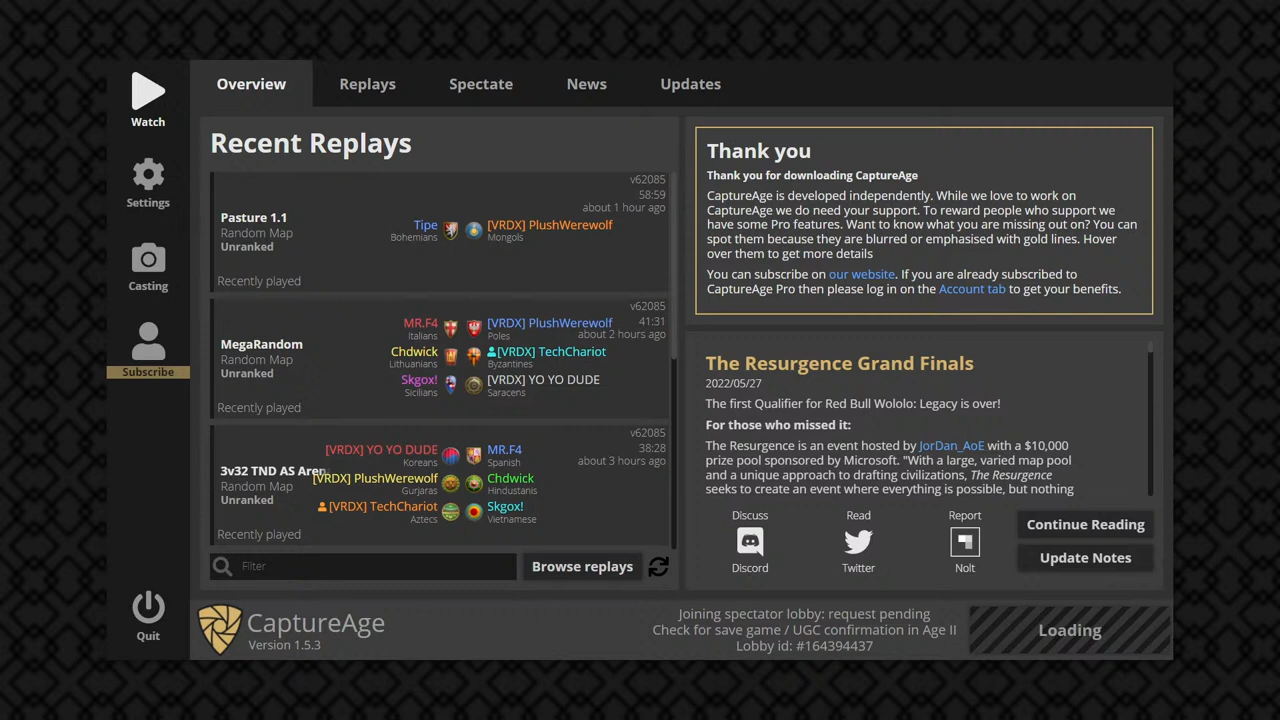 Watch
Settings
Casting
Subscribe
Quit
Overview
Replays
Spectate
News
Updates
Recent Replays
v62085
58:59
about 1 hour ago
Pasture 1.1
Random Map
Unranked
Recently played
Tipe
Bohemians
[VRDX] PlushWerewolf
Mongols
v62085
41:31
about 2 hours ago
MegaRandom
Random Map
Unranked
Recently played
MR.F4
Italians
[VRDX] PlushWerewolf
Poles
Chdwick
Lithuanians
[VRDX] TechChariot
Byzantines
Skgox!
Sicilians
[VRDX] YO YO DUDE
Saracens
v62085
38:28
about 3 hours ago
3v32 TND AS Aren
Random Map
Unranked
Recently played
[VRDX] YO YO DUDE
Koreans
MR.F4
Spanish
[VRDX] PlushWerewolf
Gurjaras
Chdwick
Hindustanis
[VRDX] TechChariot
Aztecs
Skgox!
Vietnamese
Filter
Browse replays
Thank you
Thank you for downloading CaptureAge
CaptureAge is developed independently. While we love to work on
CaptureAge we do need your support. To reward people who support we
have some Pro features. Want to know what you are missing out on? You can
spot them because they are blurred or emphasised with gold lines. Hover
over them to get more details
You can subscribe on our website. If you are already subscribed to
CaptureAge Pro then please log in on the Account tab to get your benefits.
The Resurgence Grand Finals
2022/05/27
The first Qualifier for Red Bull Wololo: Legacy is over!
For those who missed it:
The Resurgence is an event hosted by JorDan_AoE with a $10,000
prize pool sponsored by Microsoft. "With a large, varied map pool
and a unique approach to drafting civilizations, The Resurgence
seeks to create an event where everything is possible, but nothing
Discuss
Discord
Read
Twitter
Report
Nolt
Continue Reading
Update Notes
CaptureAge
Version 1.5.3
Joining spectator lobby: request pending
Check for save game / UGC confirmation in Age II
Lobby id: #164394437
Loading